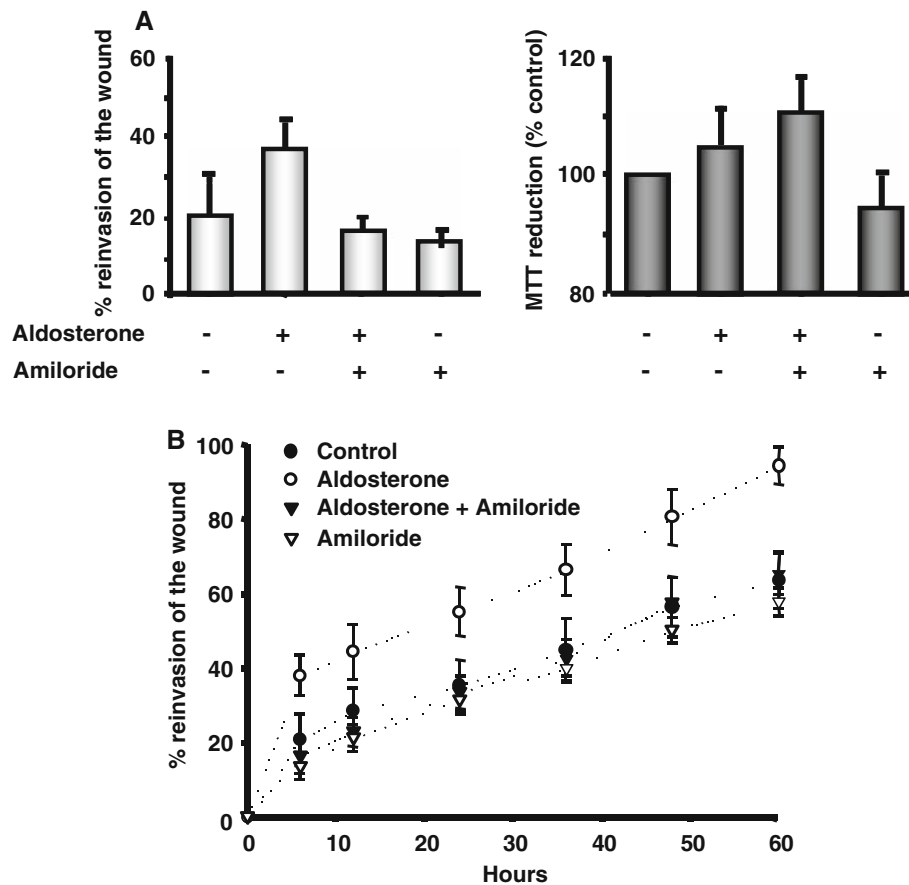 A
% reinvasion of the wound
60
40
20
0
MTT reduction (% control)
120
100
80
Aldosterone - + + - - + + -
Amiloride - - + + - - + +
B
% reinvasion of the wound
100
80
60
40
20
0
Control
Aldosterone
Aldosterone + Amiloride
Amiloride
0 10 20 30 40 50 60
Hours